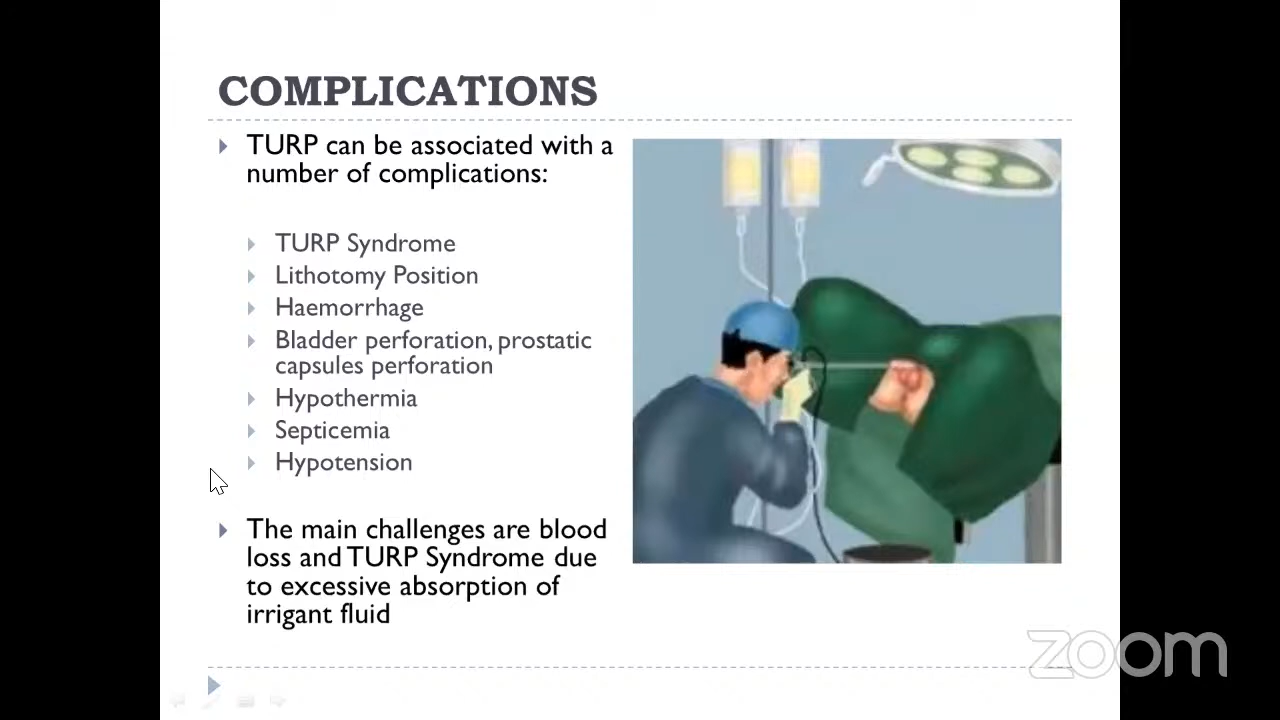 COMPLICATIONS
TURP can be associated with a
number of complications:
TURP Syndrome
Lithotomy Position
Haemorrhage
Bladder perforation, prostatic
capsules perforation
Hypothermia
Septicemia
Hypotension
The main challenges are blood
loss and TURP Syndrome due
to excessive absorption of
irrigant fluid
zoom